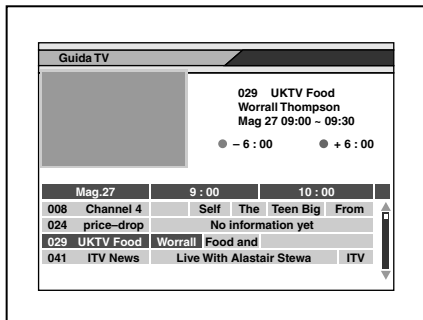 Guida TV
029 UKTV Food
Worrall Thompson
Mag 27 09:00 ~ 09:30
– 6 : 00 + 6 : 00
Mag.27 9 : 00 10 : 00
008 Channel 4 Self The Teen Big From
024 price–drop No information yet
029 UKTV Food Worrall Food and
041 ITV News Live With Alastair Stewa ITV